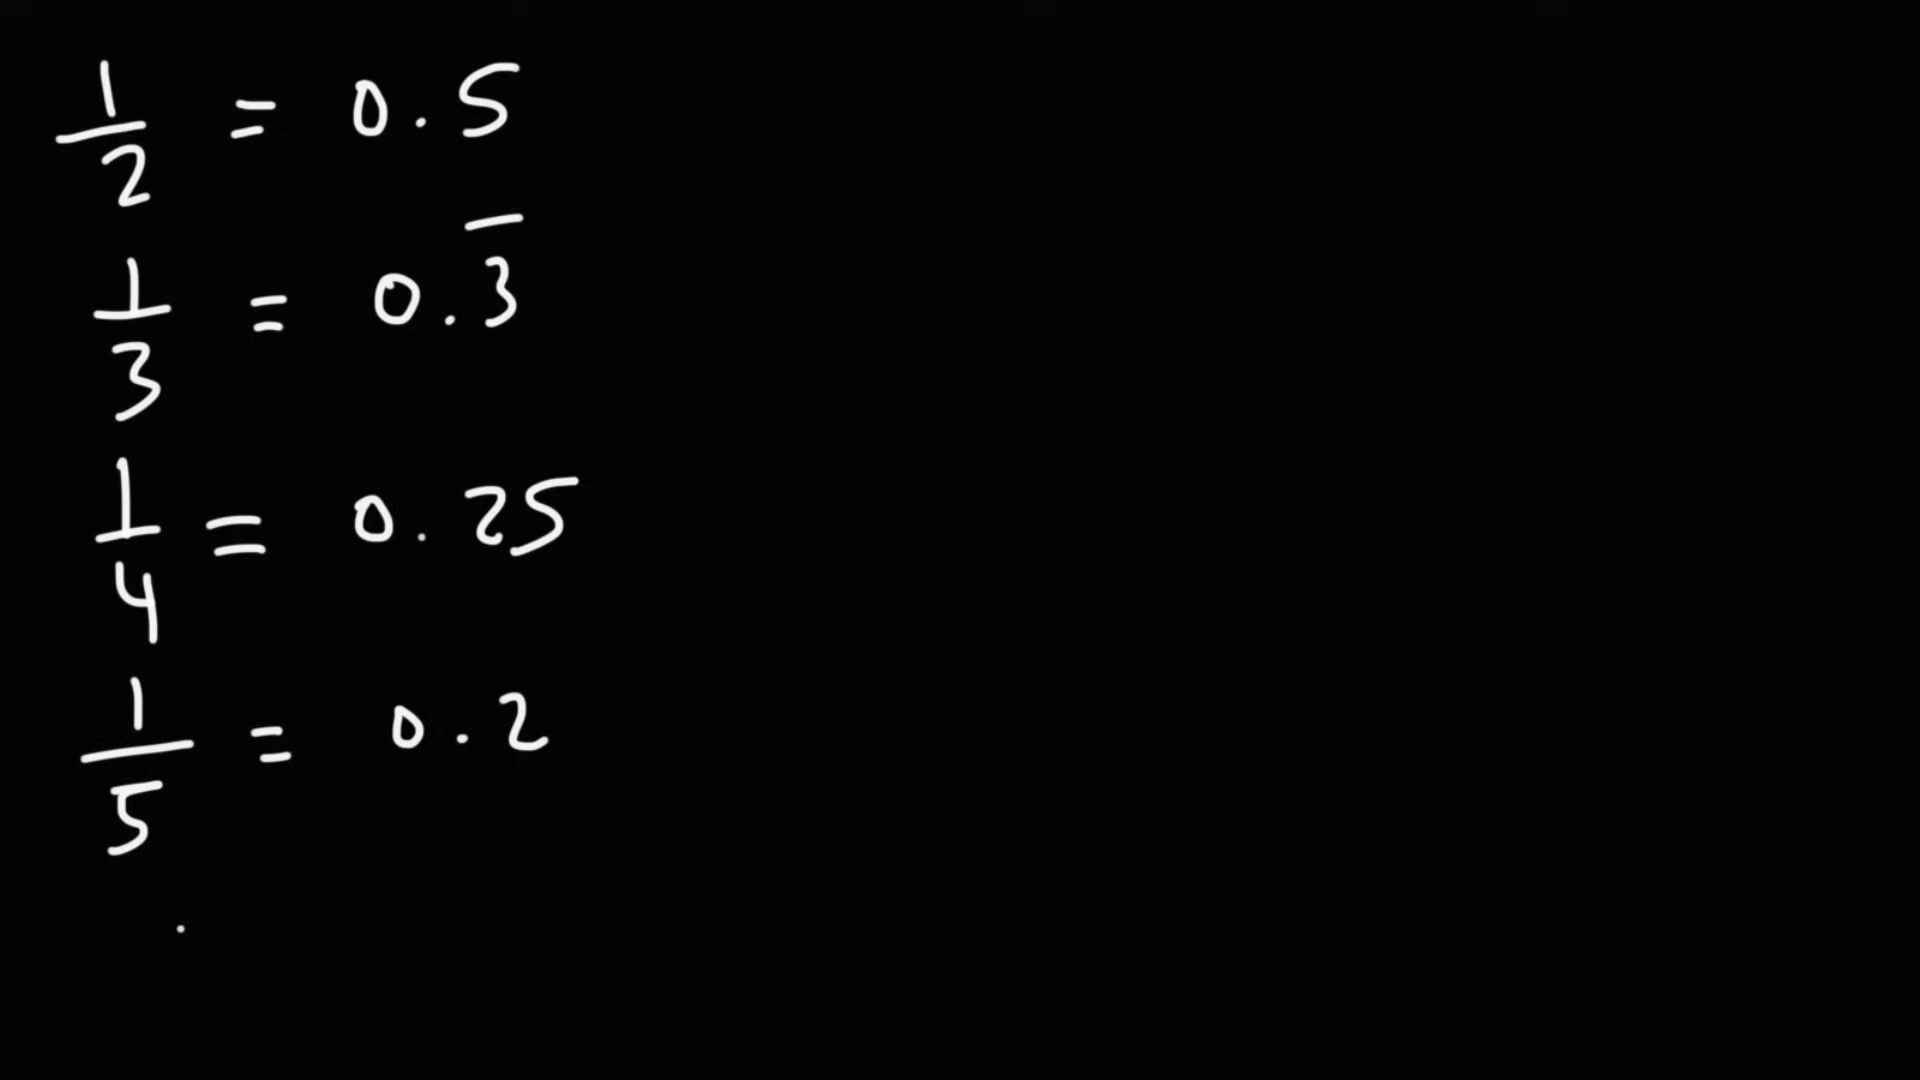 1/2 = 0.5
1/3 = 0.3̅
1/4 = 0.25
1/5 = 0.2